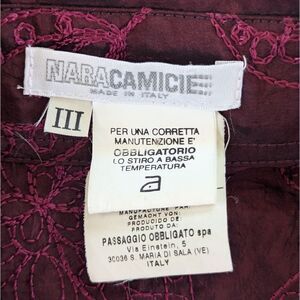 NARACAMICIE
MADE IN ITALY
III
PER UNA CORRETTA
MANUTENZIONE E'
OBBLIGATORIO
LO STIRO A BASSA
TEMPERATURA
a
MANUFACTURE PAR:
GEMACHT VON:
PRODUCIDO DE:
PRODUTO DA:
PASSAGGIO OBBLIGATO spa
Via Einstein, 5
30036 S. MARIA DI SALA (VE)
ITALY